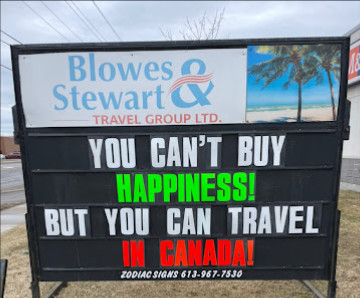 Blowes &
Stewart
TRAVEL GROUP LTD.
YOU CAN'T BUY
HAPPINESS!
BUT YOU CAN TRAVEL
IN CANADA!
ZODIAC SIGNS 613-967-7530